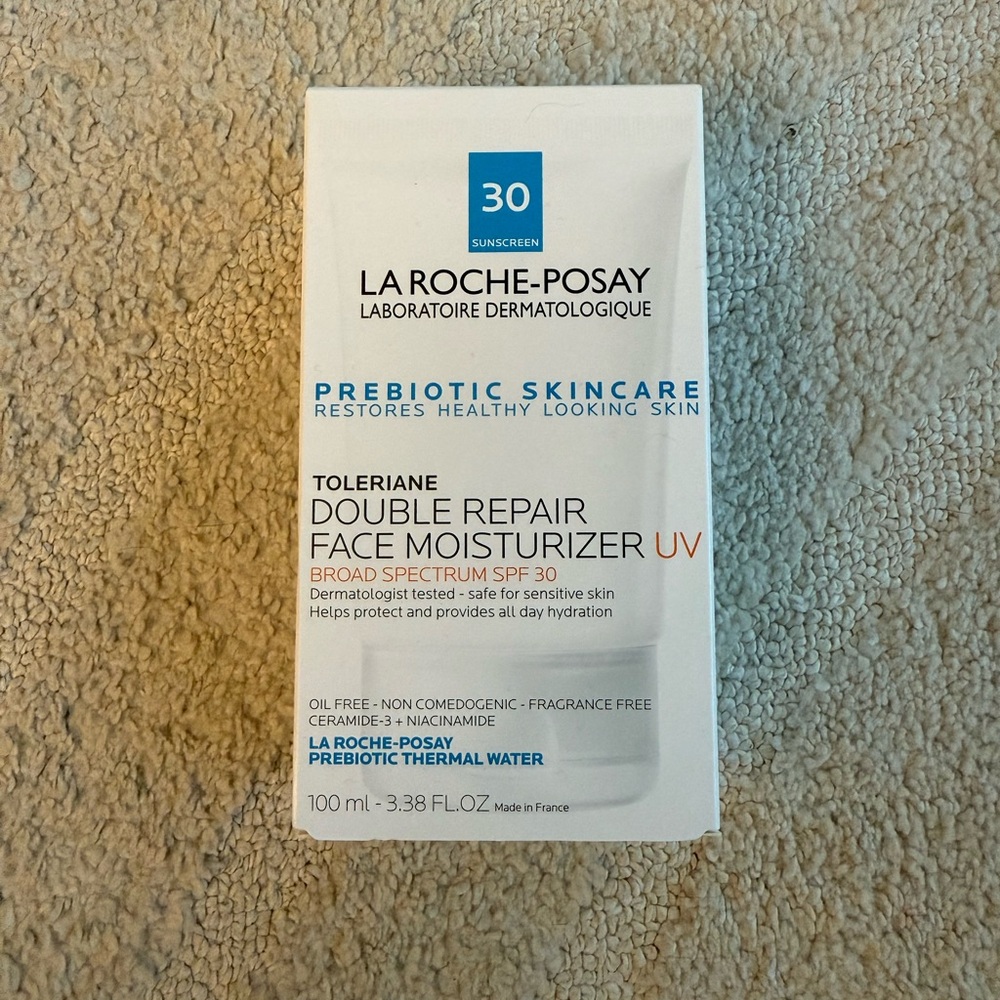 30
SUNSCREEN
LA ROCHE-POSAY
LABORATOIRE DERMATOLOGIQUE
PREBIOTIC SKINCARE
RESTORES HEALTHY LOOKING SKIN
TOLERIANE
DOUBLE REPAIR
FACE MOISTURIZER UV
BROAD SPECTRUM SPF 30
Dermatologist tested - safe for sensitive skin
Helps protect and provides all day hydration
OIL FREE - NON COMEDOGENIC - FRAGRANCE FREE
CERAMIDE-3 + NIACINAMIDE
LA ROCHE-POSAY
PREBIOTIC THERMAL WATER
100 ml - 3.38 FL.OZ Made in France